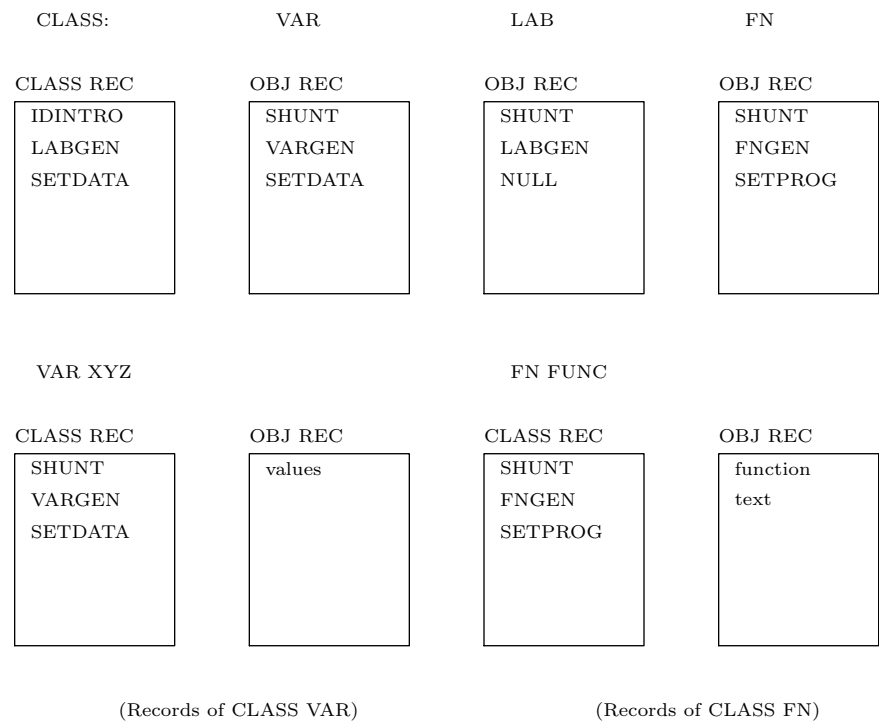 CLASS: VAR LAB FN
CLASS REC OBJ REC OBJ REC OBJ REC
IDINTRO SHUNT SHUNT SHUNT
LABGEN VARGEN LABGEN FNGEN
SETDATA SETDATA NULL SETPROG
VAR XYZ FN FUNC
CLASS REC OBJ REC CLASS REC OBJ REC
SHUNT values SHUNT function
VARGEN FNGEN text
SETDATA SETPROG
(Records of CLASS VAR) (Records of CLASS FN)